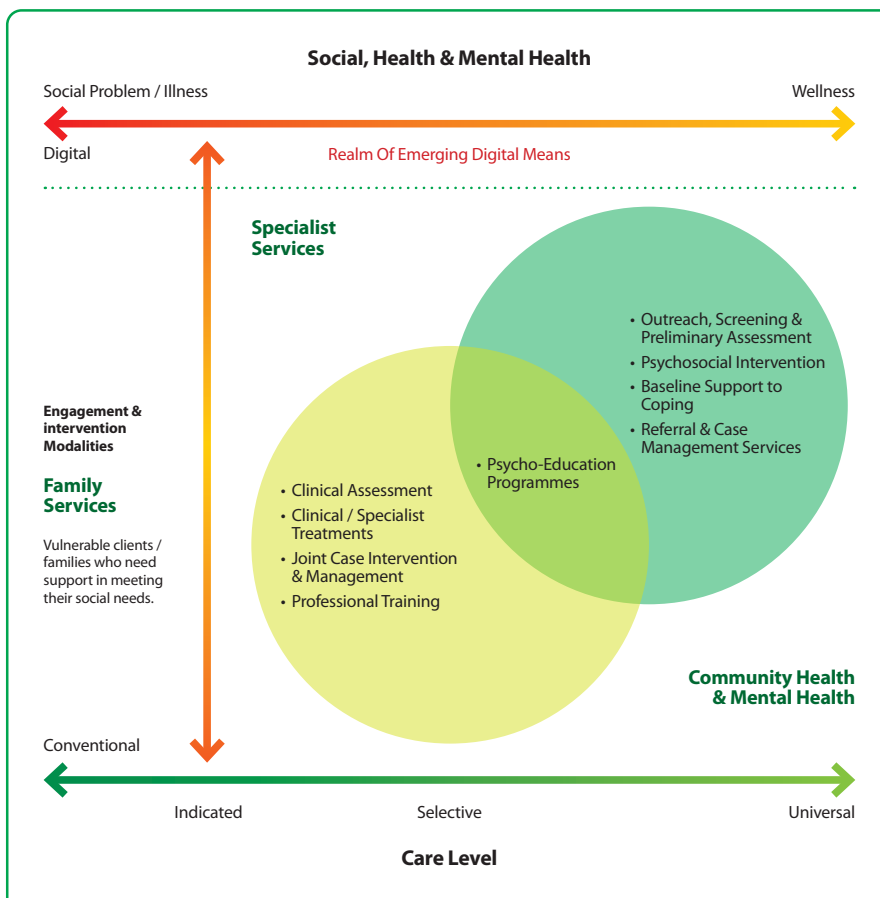 Social, Health & Mental Health
Social Problem / Illness
Wellness
Digital
Realm Of Emerging Digital Means
Specialist
Services
• Outreach, Screening &
Preliminary Assessment
• Psychosocial Intervention
• Baseline Support to
Coping
• Referral & Case
Management Services
Engagement &
intervention
Modalities
Family
Services
Vulnerable clients /
families who need
support in meeting
their social needs.
• Psycho-Education
Programmes
• Clinical Assessment
• Clinical / Specialist
Treatments
• Joint Case Intervention
& Management
• Professional Training
Community Health
& Mental Health
Conventional
Indicated
Selective
Universal
Care Level